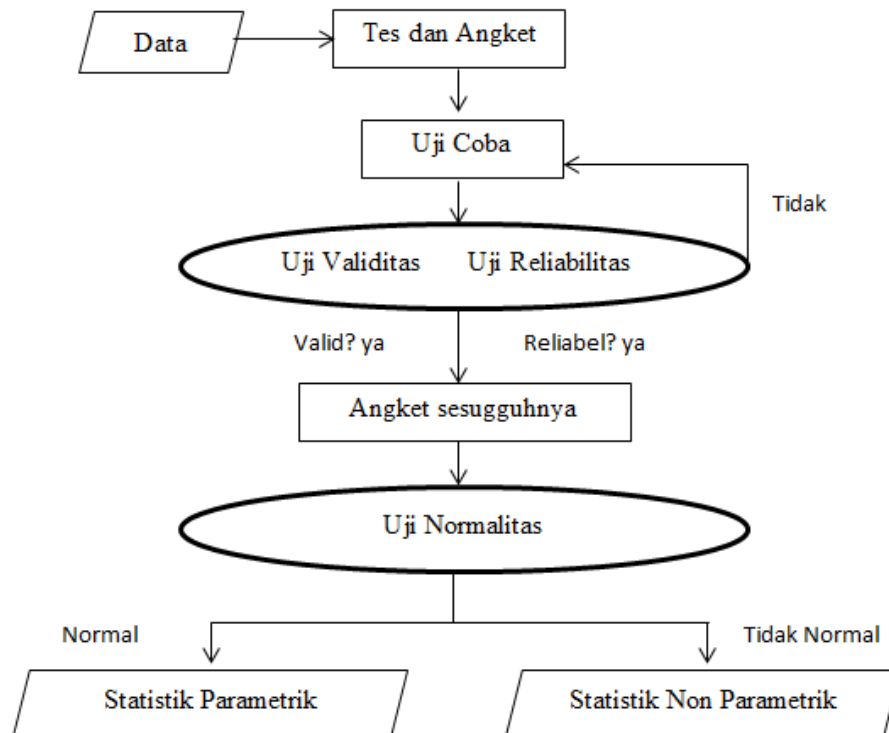 Data
Tes dan Angket
Uji Coba
Tidak
Uji Validitas Uji Reliabilitas
Valid? ya
Reliabel? ya
Angket sesugguhnya
Uji Normalitas
Normal
Tidak Normal
Statistik Parametrik
Statistik Non Parametrik